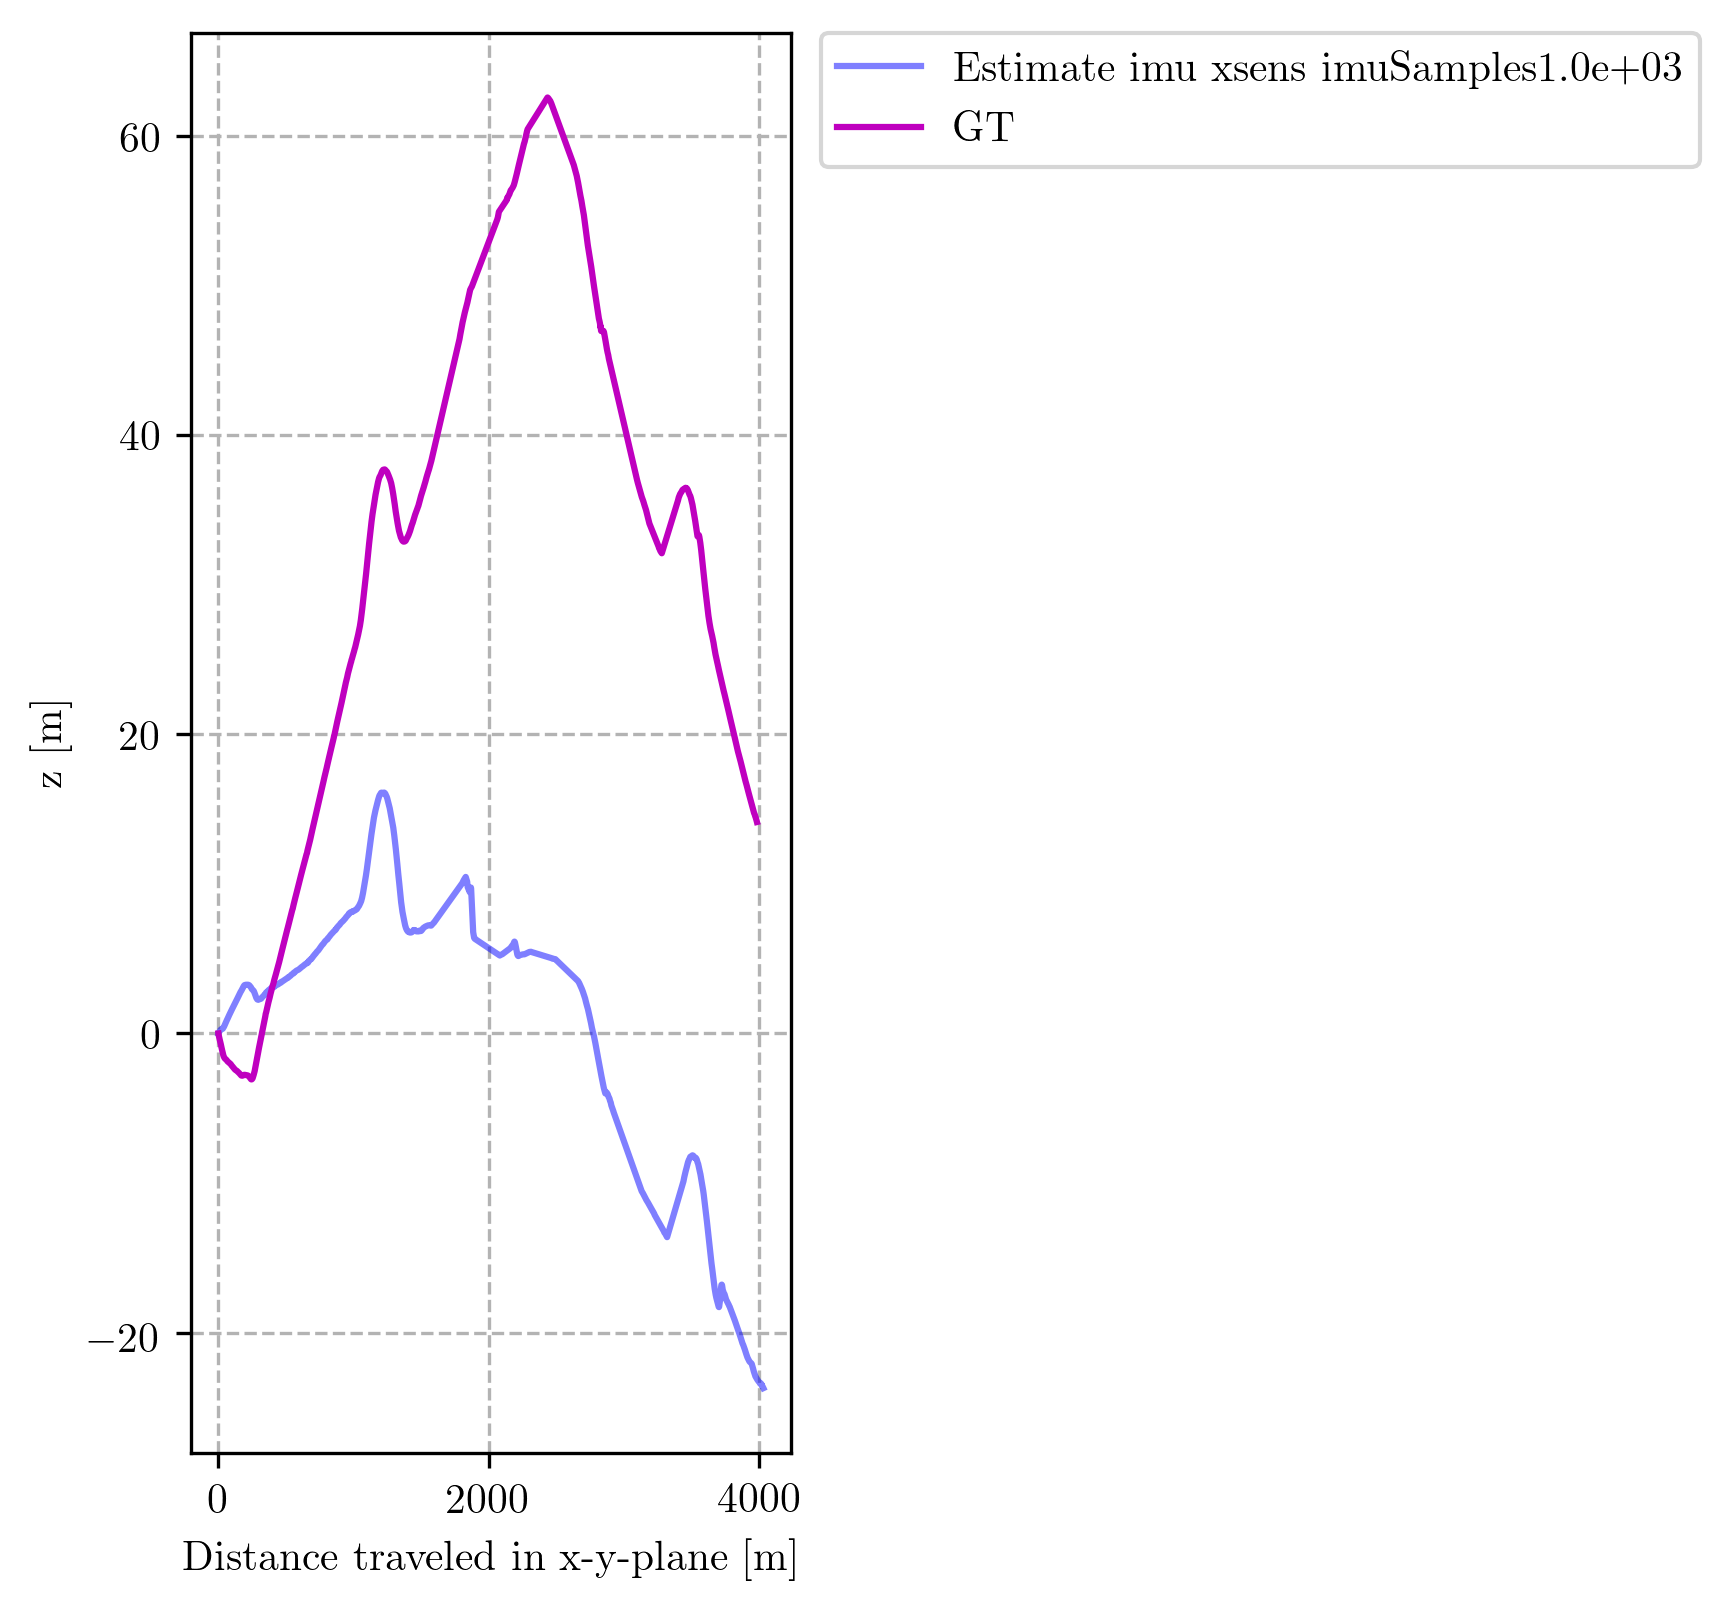 Estimate imu xsens imuSamples1.0e+03
GT
60
40
20
0
−20
z [m]
0 2000 4000
Distance traveled in x-y-plane [m]